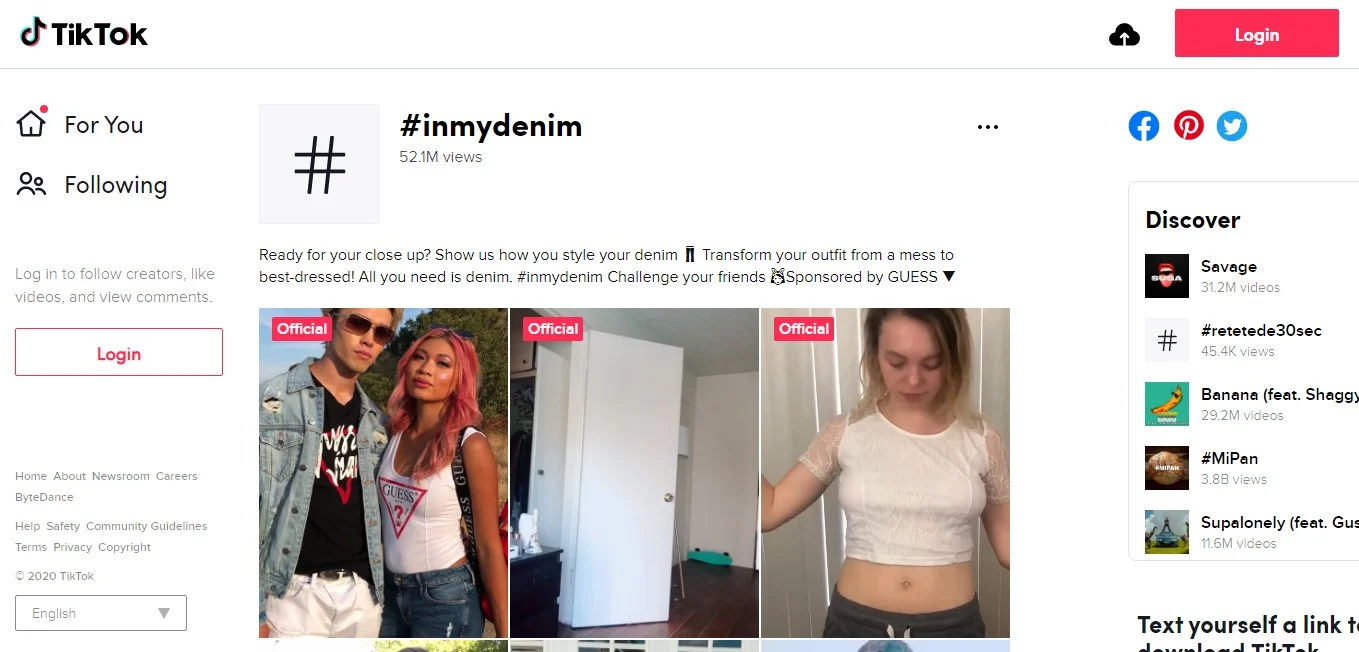 TikTok
Login
For You
Following
Log in to follow creators, like
videos, and view comments.
Login
Home About Newsroom Careers
ByteDance
Help Safety Community Guidelines
Terms Privacy Copyright
© 2020 TikTok
English
#
#inmydenim
52.1M views
Ready for your close up? Show us how you style your denim 👖 Transform your outfit from a mess to
best-dressed! All you need is denim. #inmydenim Challenge your friends Sponsored by GUESS ▼
Official
GUESS
?
GUESS
Official
Official
Discover
Savage
31.2M videos
#
#retetede30sec
45.4K views
Banana (feat. Shaggy
29.2M videos
#MIPAN
#MiPan
3.8B views
Supalonely (feat. Gus
11.6M videos
Text yourself a link to
download TikTok